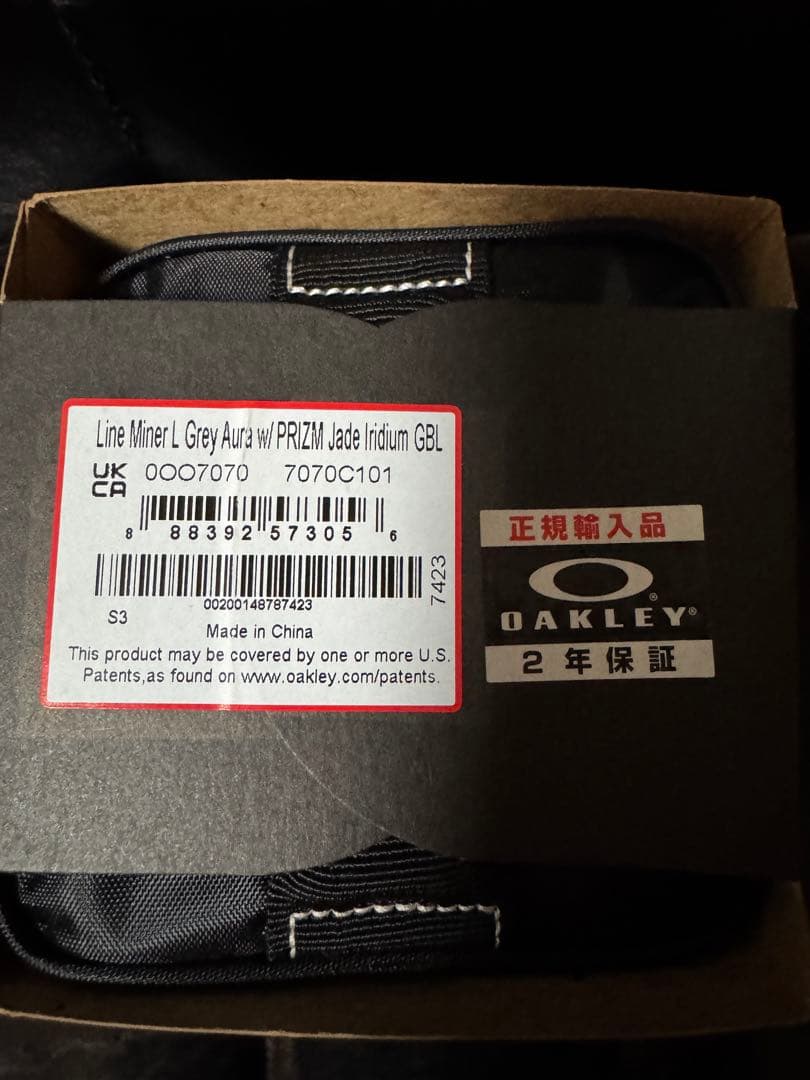 Line Miner L Grey Aura w/ PRIZM Jade Iridium GBL
UK
CA
0OO7070 7070C101
8 88392 57305 6
00200148787423
7423
S3
Made in China
This product may be covered by one or more U.S.
Patents,as found on www.oakley.com/patents.
正規輸入品
OAKLEY®
2年保証